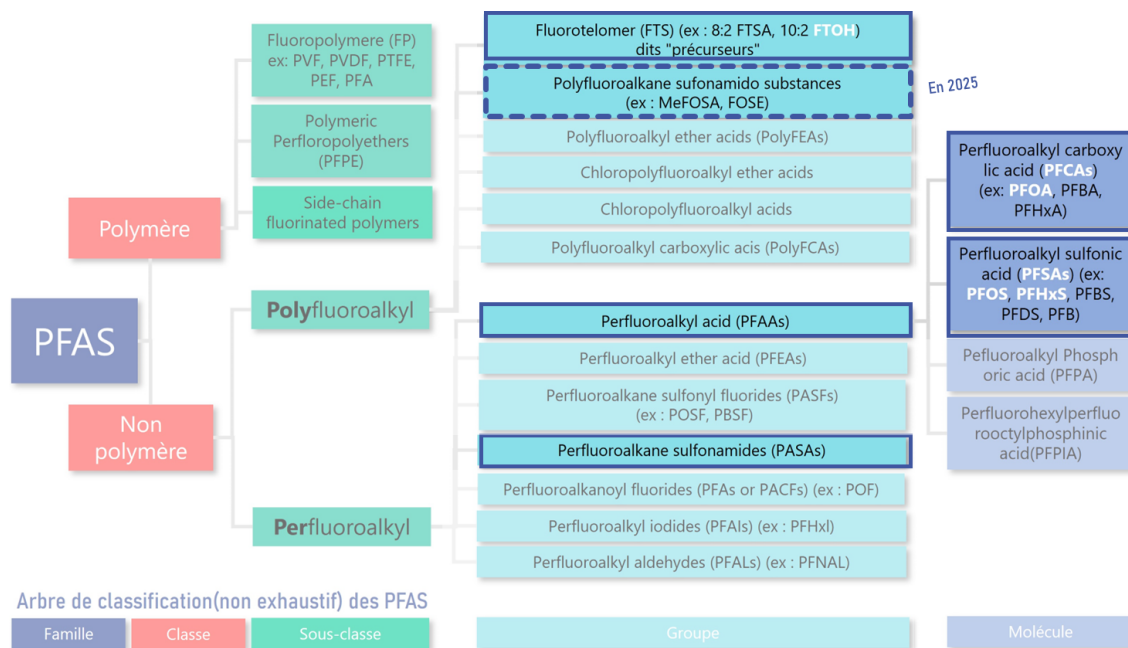 PFAS
Polymère
Non
polymère
Fluoropolymere (FP)
ex: PVF, PVDF, PTFE,
PEF, PFA
Polymeric
Perfloropolyethers
(PFPE)
Side-chain
fluorinated polymers
Polyfluoroalkyl
Perfluoroalkyl
Fluorotelomer (FTS) (ex : 8:2 FTSA, 10:2 FTOH)
dits "précurseurs"
Polyfluoroalkane sufonamido substances
(ex : MeFOSA, FOSE)
En 2025
Polyfluoroalkyl ether acids (PolyFEAs)
Chloropolyfluoroalkyl ether acids
Chloropolyfluoroalkyl acids
Polyfluoroalkyl carboxylic acis (PolyFCAs)
Perfluoroalkyl acid (PFAAs)
Perfluoroalkyl ether acid (PFEAs)
Perfluoroalkane sulfonyl fluorides (PASFs)
(ex : POSF, PBSF)
Perfluoroalkane sulfonamides (PASAs)
Perfluoroalkanoyl fluorides (PFAs or PACFs) (ex : POF)
Perfluoroalkyl iodides (PFAIs) (ex : PFHxl)
Perfluoroalkyl aldehydes (PFALs) (ex : PFNAL)
Perfluoroalkyl carboxy
lic acid (PFCAs)
(ex: PFOA, PFBA,
PFHxA)
Perfluoroalkyl sulfonic
acid (PFSAs) (ex:
PFOS, PFHxS, PFBS,
PFDS, PFB)
Pefluoroalkyl Phosph
oric acid (PFPA)
Perfluorohexylperfluo
rooctylphosphinic
acid(PFPIA)
Arbre de classification(non exhaustif) des PFAS
Famille
Classe
Sous-classe
Groupe
Molécule